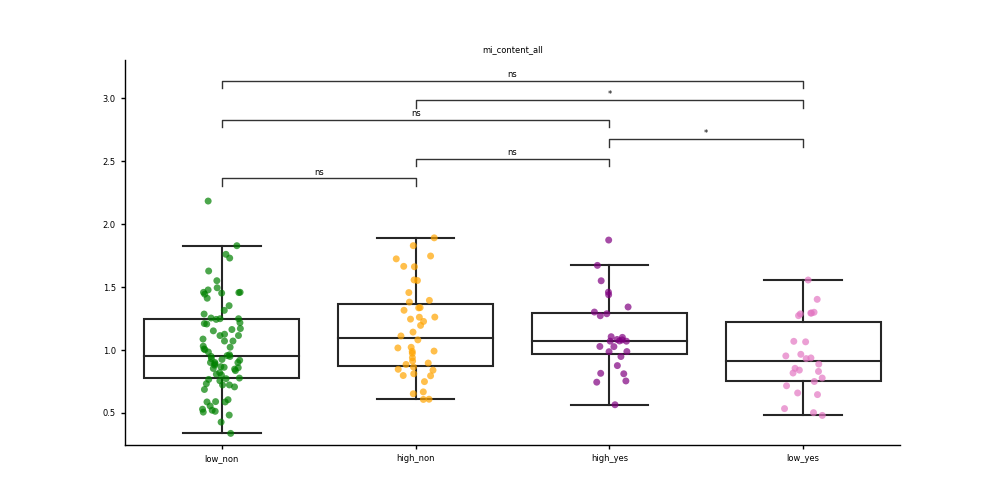 mi_content_all
ns
*
ns
*
ns
ns
3.0
2.5
2.0
1.5
1.0
0.5
low_non
high_non
high_yes
low_yes